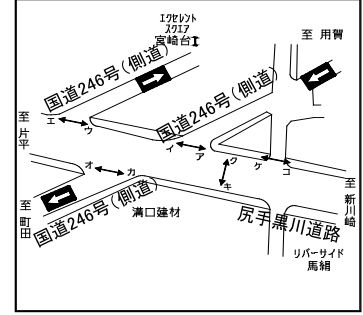 エクセレント
スクエア
宮崎台Ⅰ
至 用賀
国道246号(側道)
国道246号(側道)
至 片平
エ
ウ
イ
ア
ク
ケ
コ
オ
カ
キ
至 町田
国道246号(側道)
溝口建材
尻手黒川道路
至 新川崎
リバーサイド
馬絹